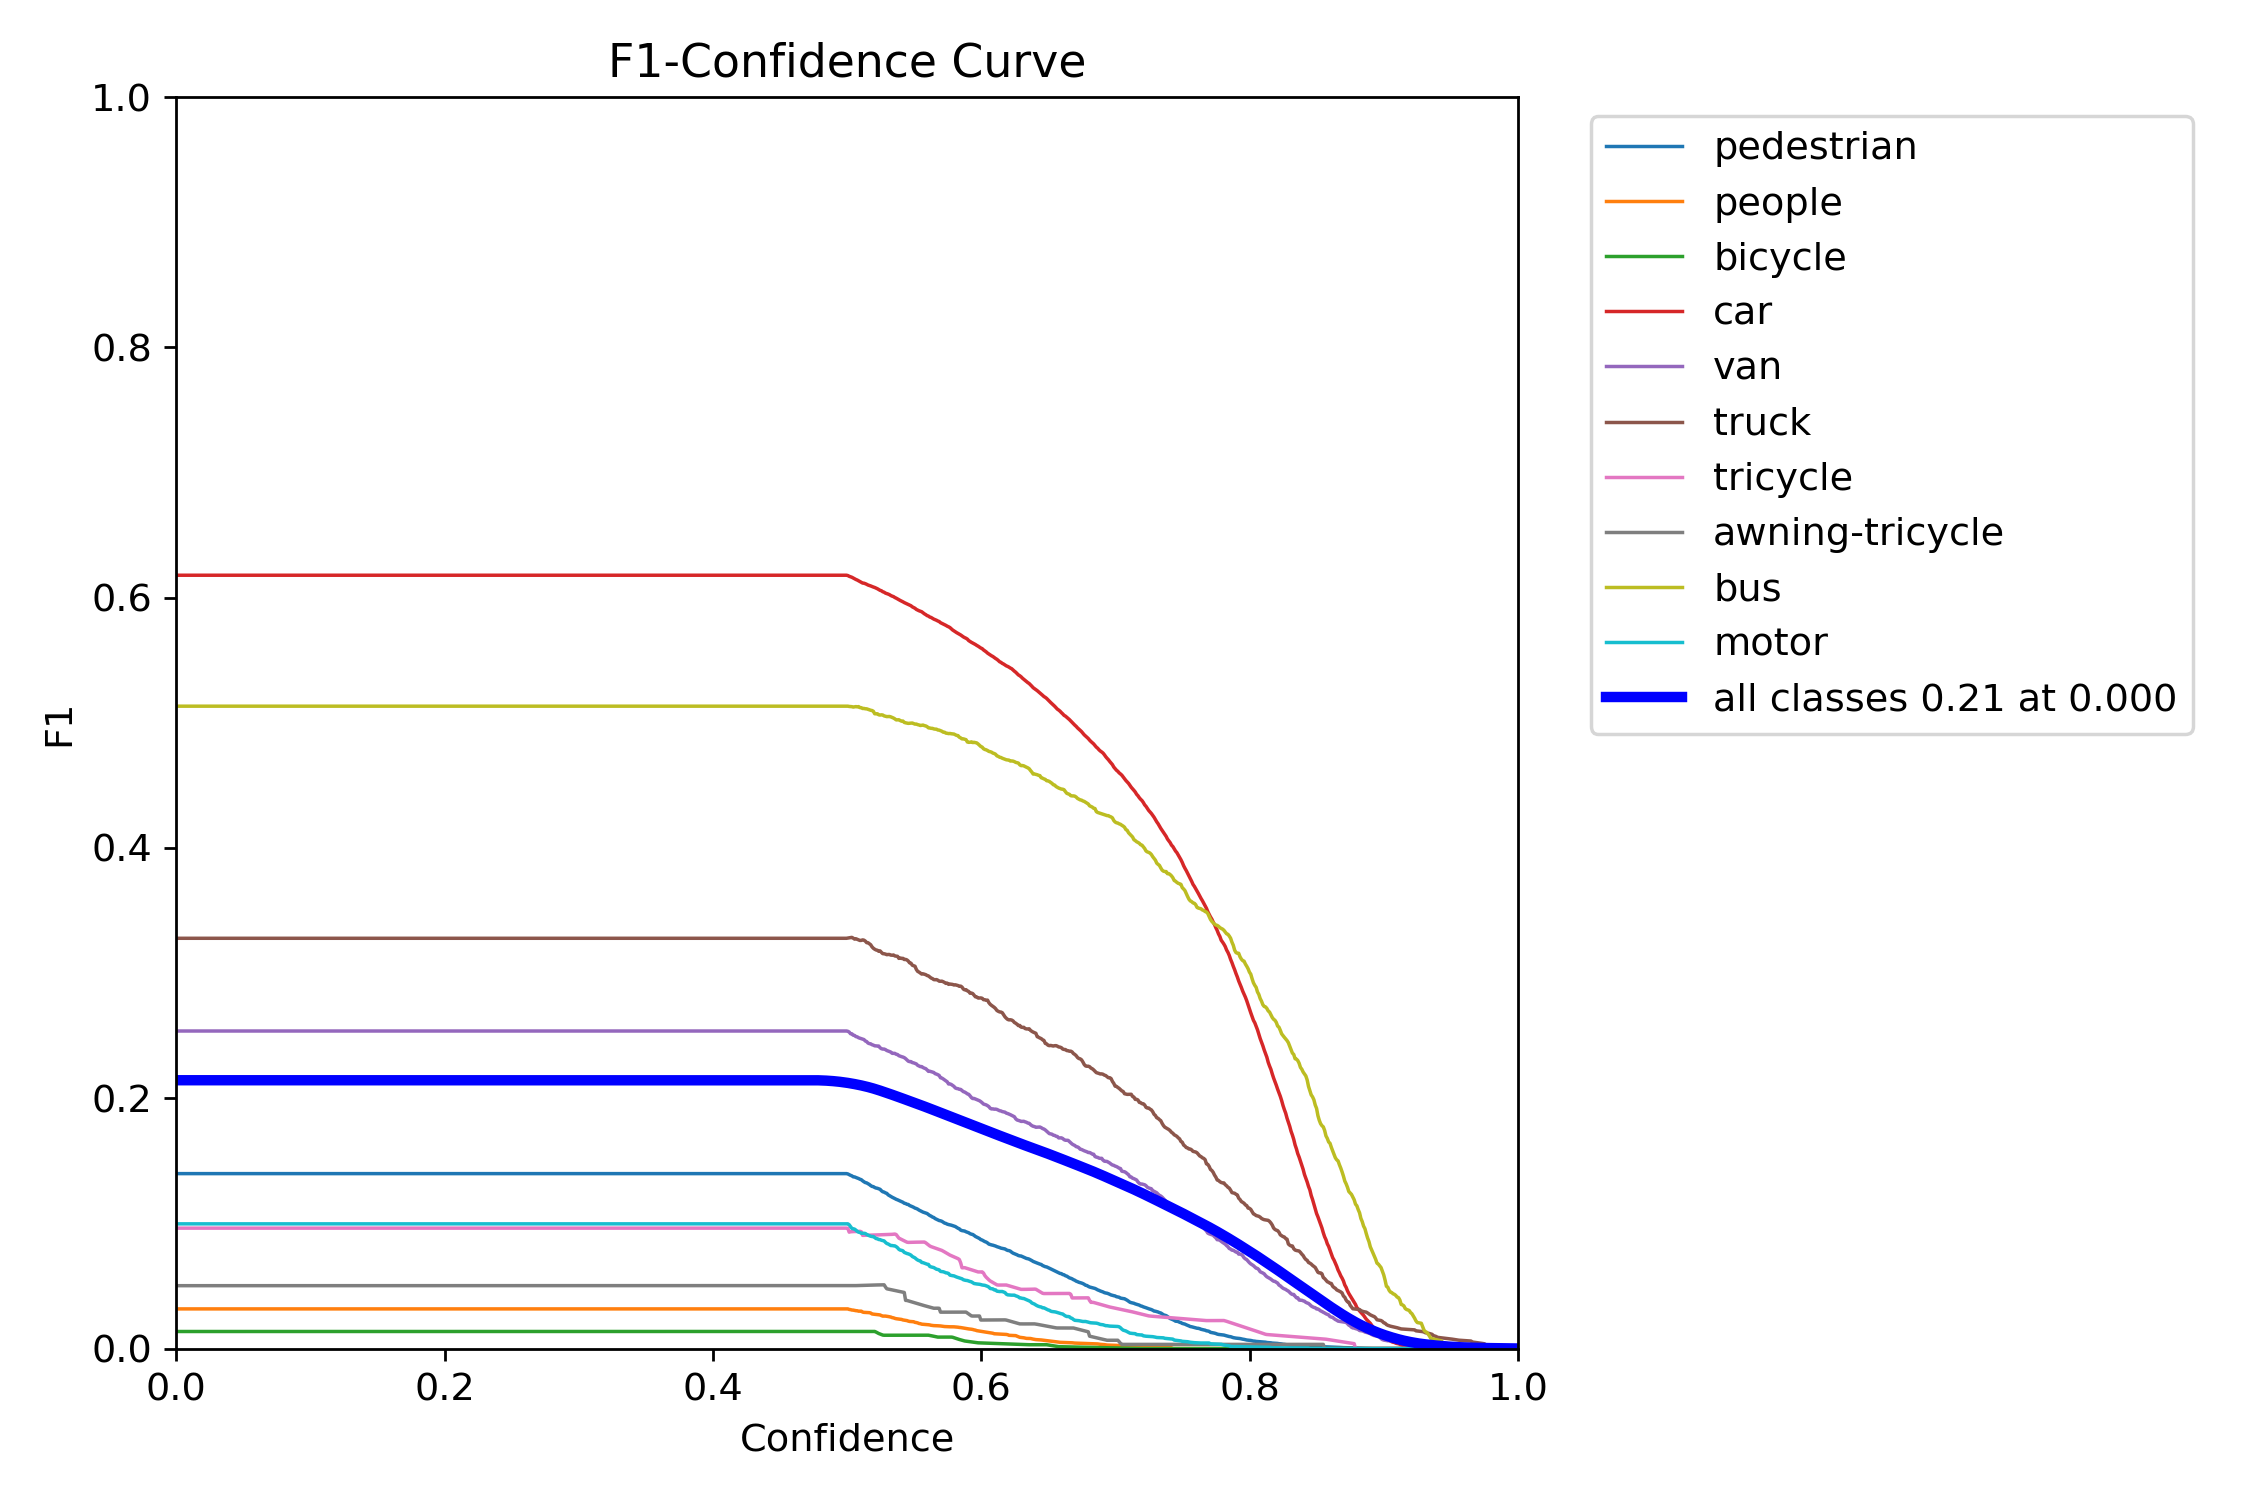 F1-Confidence Curve
1.0
0.8
0.6
0.4
0.2
0.0
F1
0.0 0.2 0.4 0.6 0.8 1.0
Confidence
pedestrian
people
bicycle
car
van
truck
tricycle
awning-tricycle
bus
motor
all classes 0.21 at 0.000